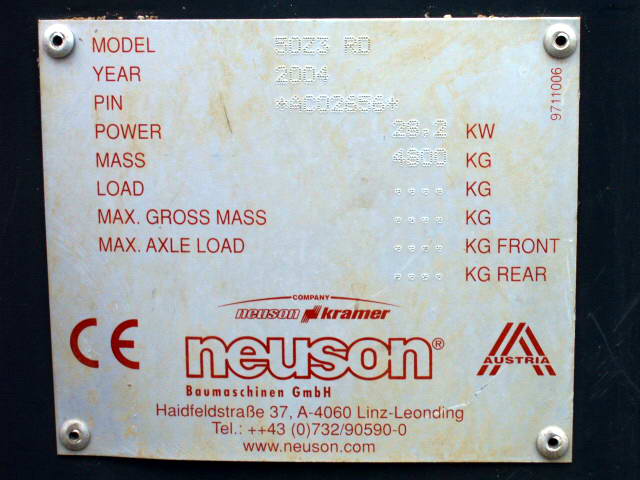 MODEL 50Z3 RD
YEAR 2004
PIN **AC02656*
POWER 28.2 KW
MASS 4800 KG
LOAD .... KG
MAX. GROSS MASS .... KG
MAX. AXLE LOAD .... KG FRONT
.... KG REAR
9711006
COMPANY
neuson kramer
CE
neuson®
AUSTRIA
Baumaschinen GmbH
Haidfeldstraße 37, A-4060 Linz-Leonding
Tel.: ++43 (0)732/90590-0
www.neuson.com